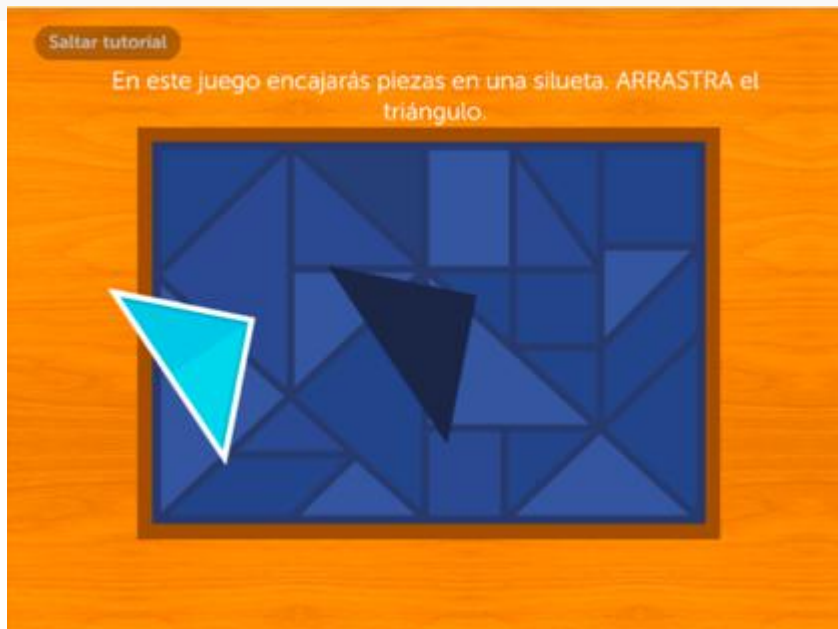 Saltar tutorial
En este juego encajarás piezas en una silueta. ARRASTRA el
triángulo.